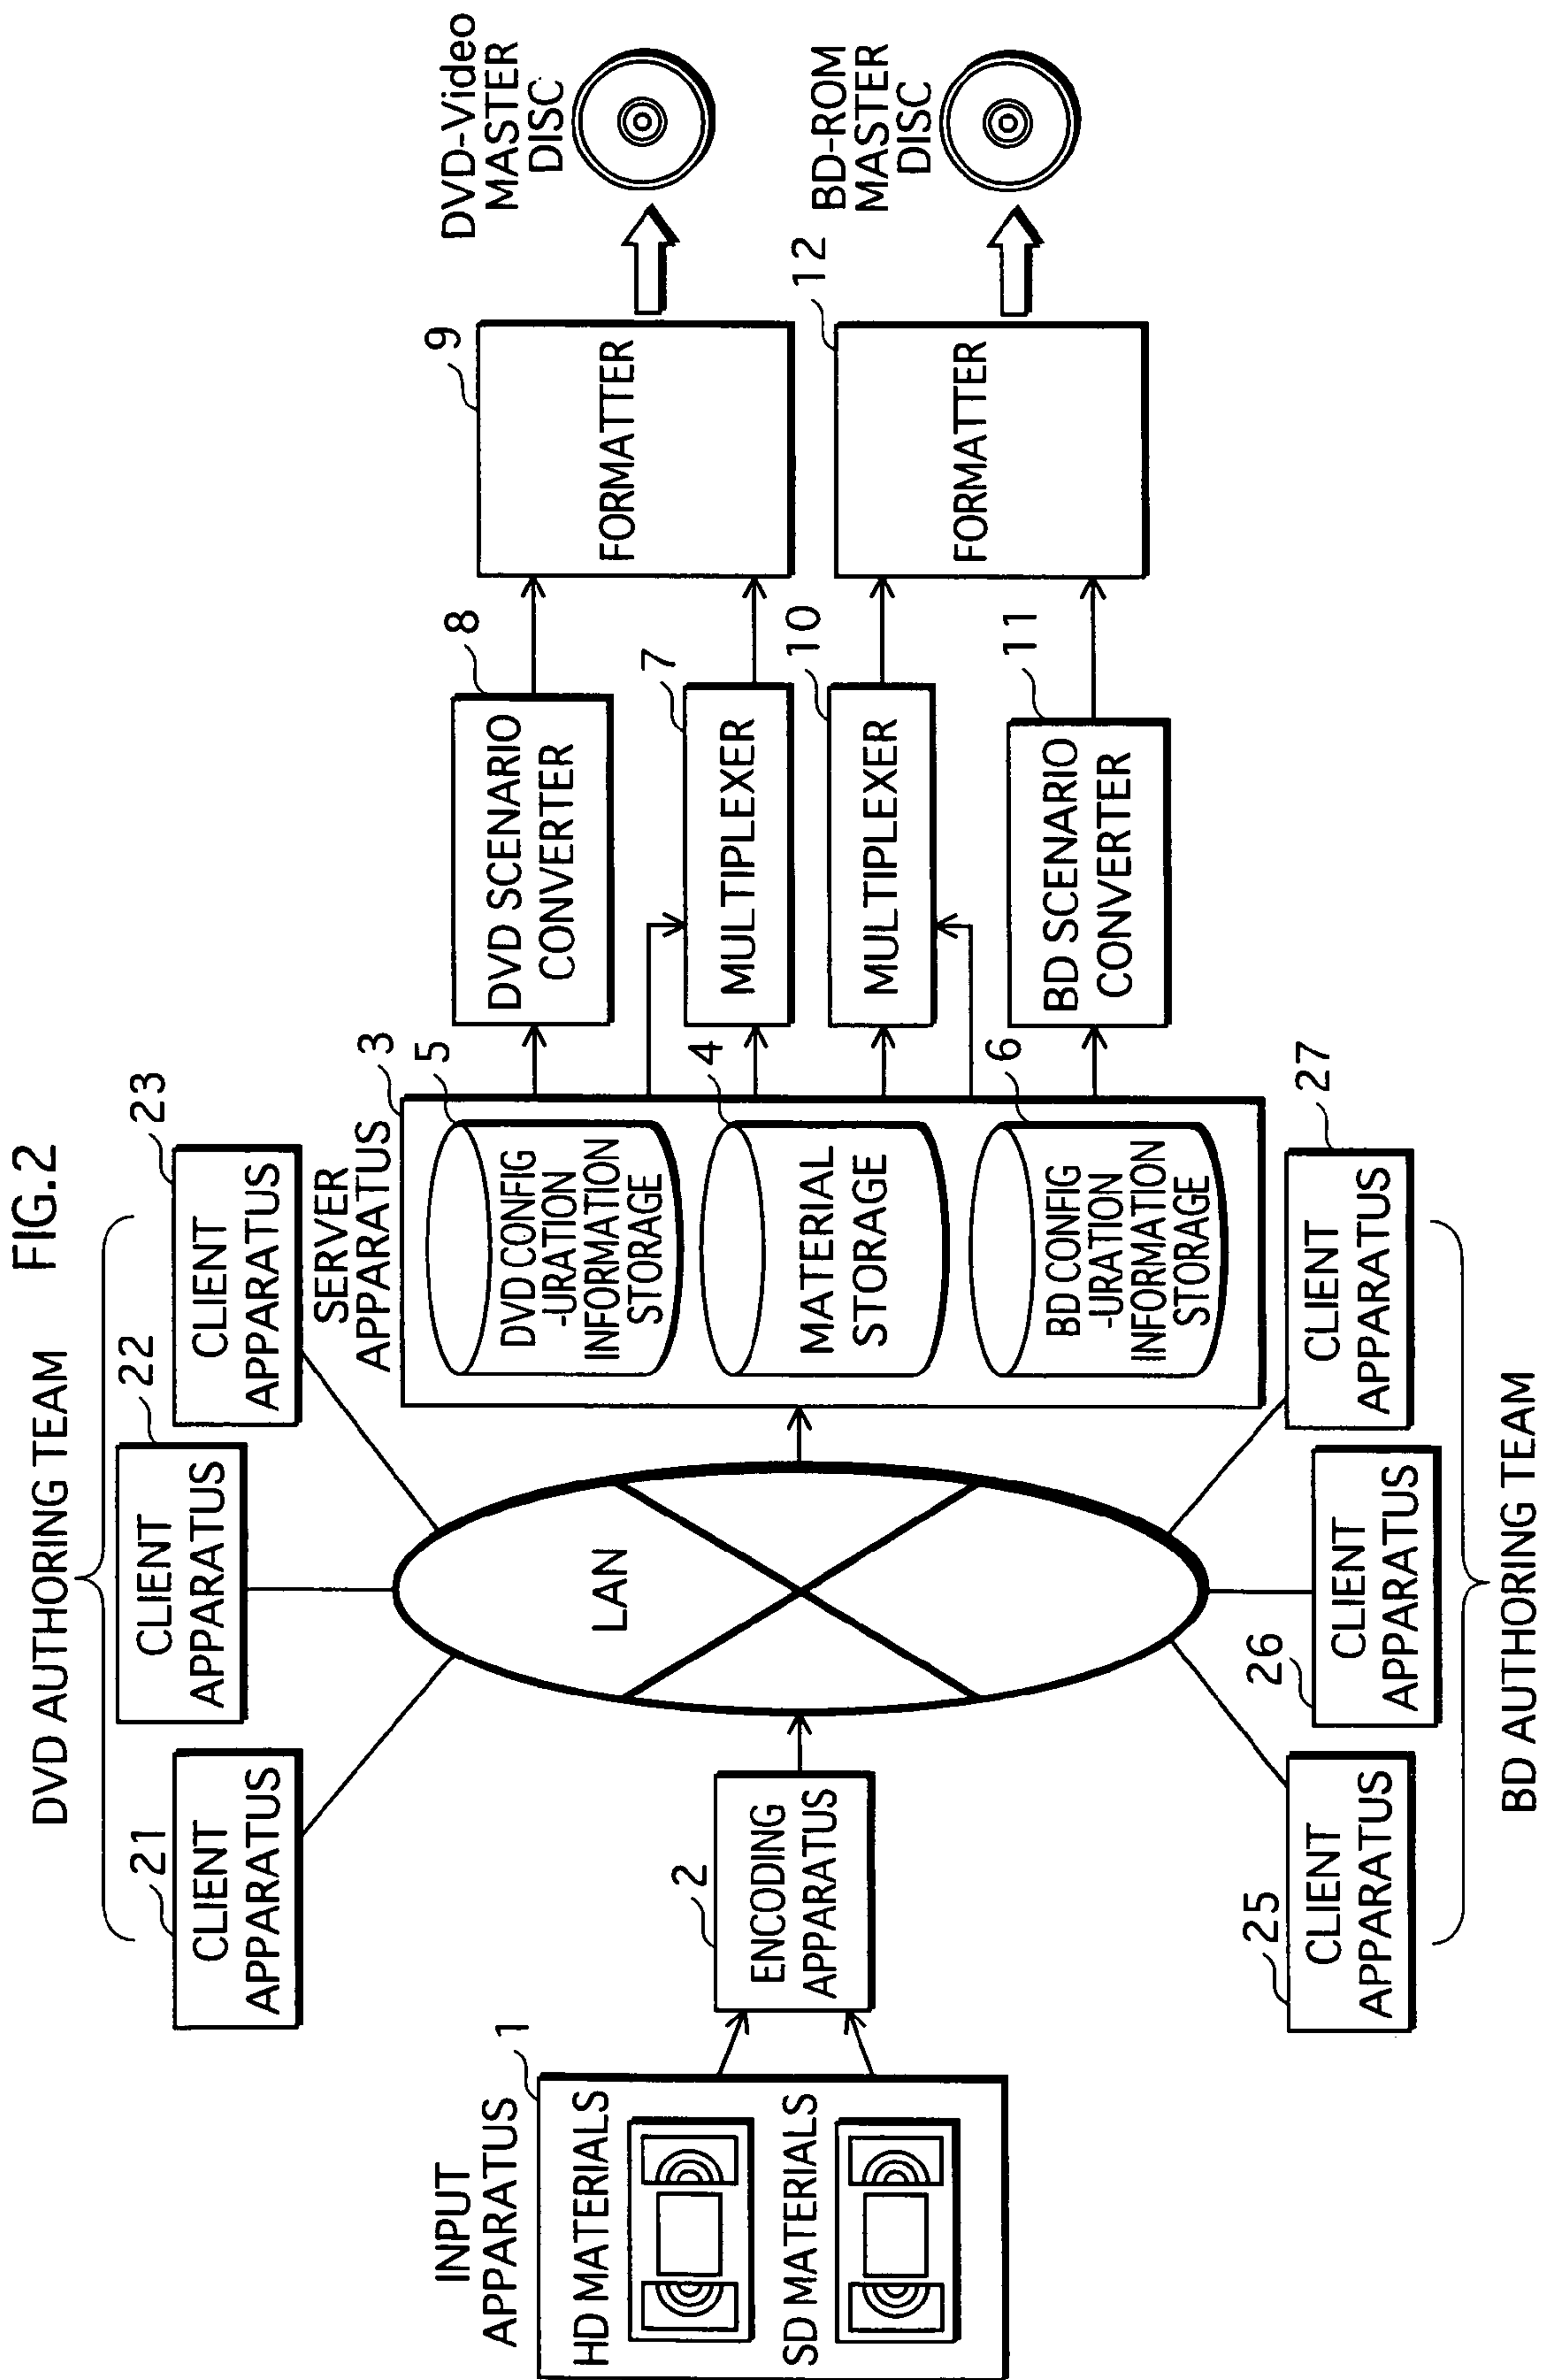 FIG.2
DVD AUTHORING TEAM
21
CLIENT
APPARATUS
22
CLIENT
APPARATUS
23
CLIENT
APPARATUS
INPUT
APPARATUS
1
HD MATERIALS
SD MATERIALS
2
ENCODING
APPARATUS
LAN
SERVER
APPARATUS
3
5
DVD CONFIG
-URATION
INFORMATION
STORAGE
4
MATERIAL
STORAGE
6
BD CONFIG
-URATION
INFORMATION
STORAGE
8
DVD SCENARIO
CONVERTER
7
MULTIPLEXER
10
MULTIPLEXER
11
BD SCENARIO
CONVERTER
9
FORMATTER
12
FORMATTER
DVD-Video
MASTER
DISC
BD-ROM
MASTER
DISC
25
CLIENT
APPARATUS
26
CLIENT
APPARATUS
27
CLIENT
APPARATUS
BD AUTHORING TEAM